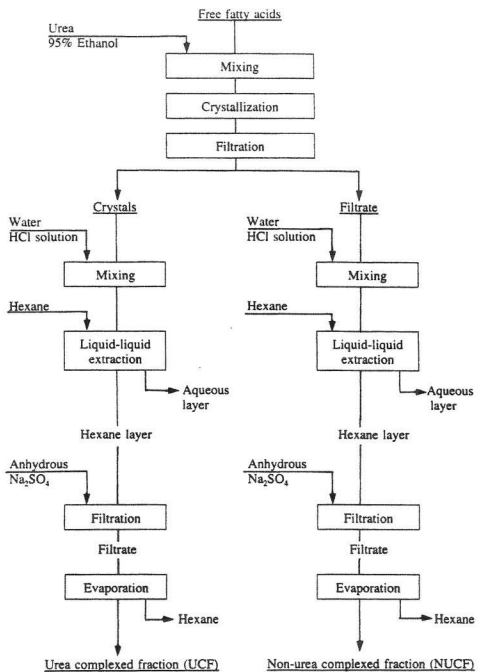 Free fatty acids
Urea
95% Ethanol
Mixing
Crystallization
Filtration
Crystals
Water
HCl solution
Mixing
Hexane
Liquid-liquid
extraction
Aqueous
layer
Hexane layer
Anhydrous
Na₂SO₄
Filtration
Filtrate
Evaporation
Hexane
Urea complexed fraction (UCF)
Filtrate
Water
HCl solution
Mixing
Hexane
Liquid-liquid
extraction
Aqueous
layer
Hexane layer
Anhydrous
Na₂SO₄
Filtration
Filtrate
Evaporation
Hexane
Non-urea complexed fraction (NUCF)